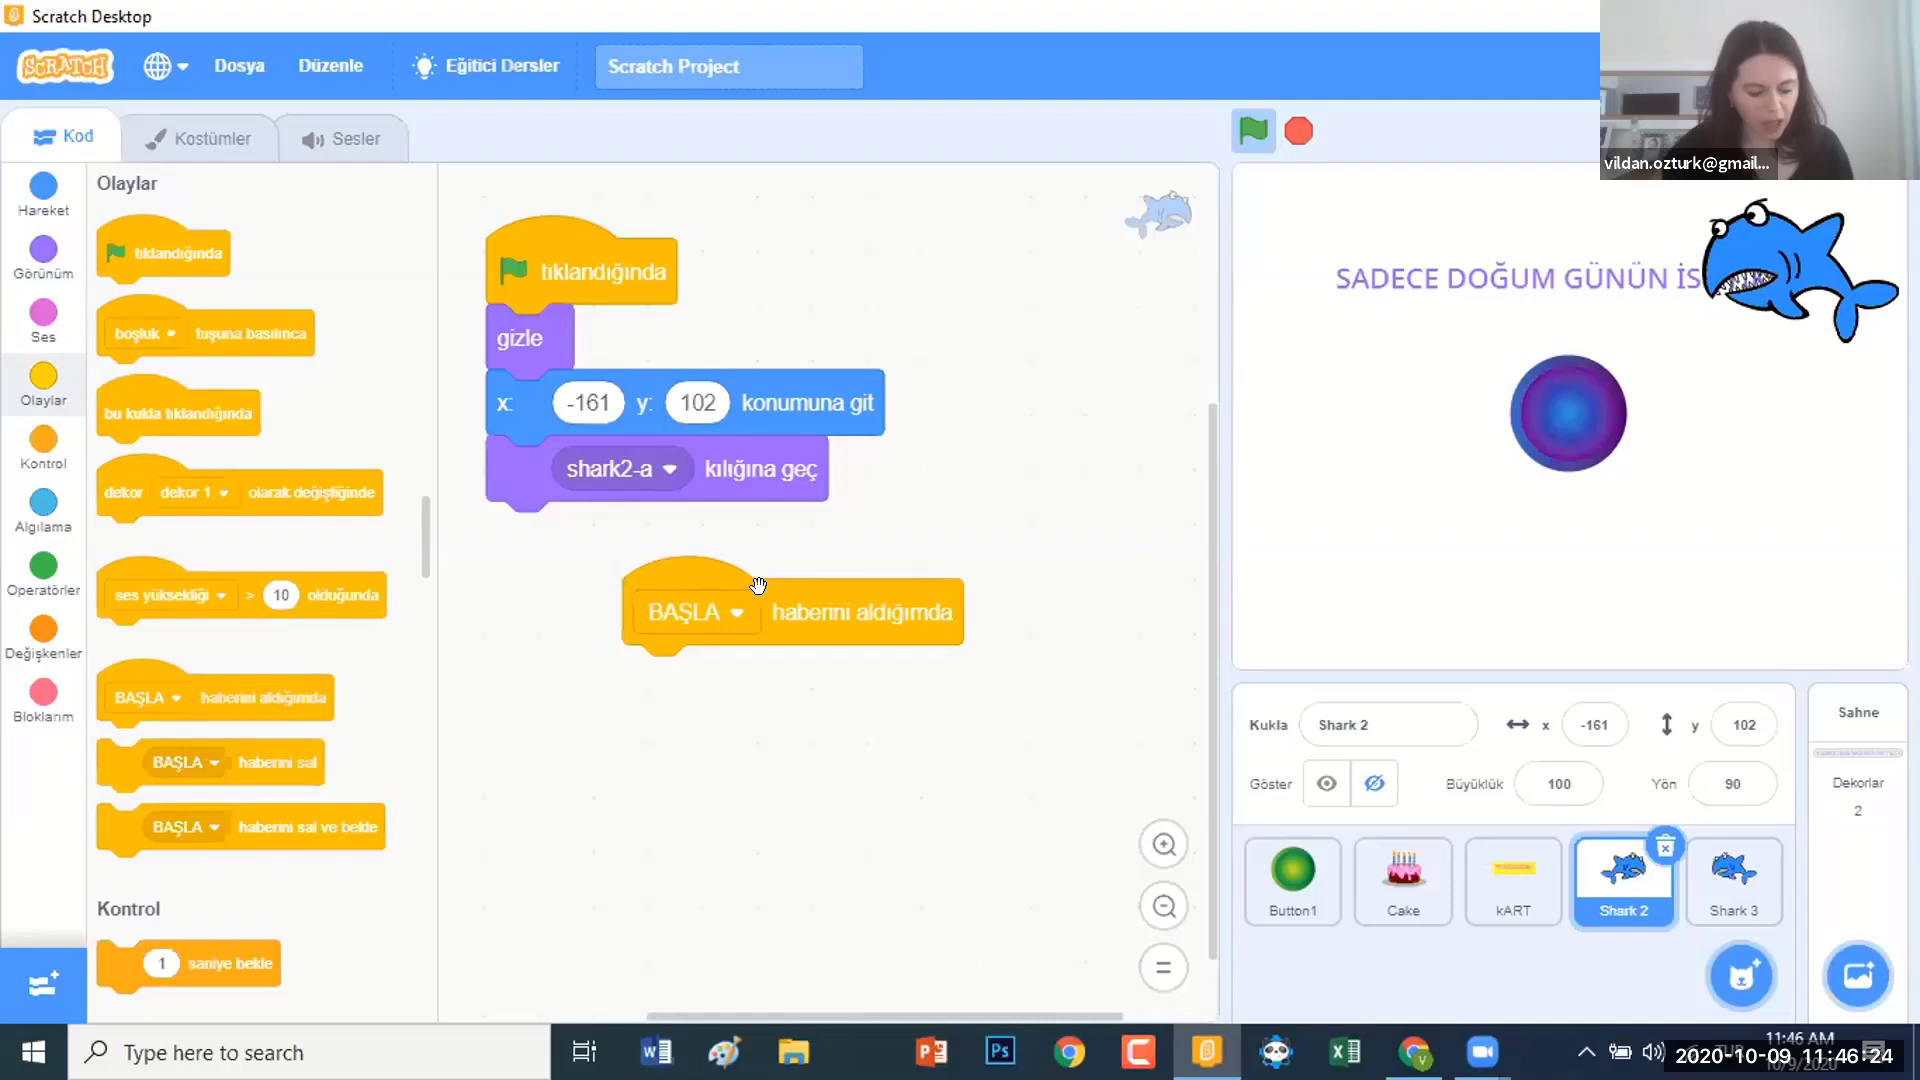 Scratch Desktop
SCRATCH
Dosya
Düzenle
Eğitici Dersler
Scratch Project
vildan.ozturk@gmail...
Kod
Kostümler
Sesler
Hareket
Görünüm
Ses
Olaylar
Kontrol
Algılama
Operatörler
Değişkenler
Bloklarım
Olaylar
tıklandığında
boşluk tuşuna basılınca
bu kukla tıklandığında
dekor dekor 1 olarak değiştiğinde
ses yüksekliği > 10 olduğunda
BAŞLA haberini aldığımda
BAŞLA haberini sal
BAŞLA haberini sal ve bekle
Kontrol
1 saniye bekle
tıklandığında
gizle
x: -161 y: 102 konumuna git
shark2-a kılığına geç
BAŞLA haberini aldığımda
SADECE DOĞUM GÜNÜN İS
Kukla Shark 2 x -161 y 102
Göster Büyüklük 100 Yön 90
Button1
Cake
kART
Shark 2
Shark 3
Sahne
Dekorlar
2
Type here to search
11:46 AM
2020-10-09 11:46:24
10/9/2020